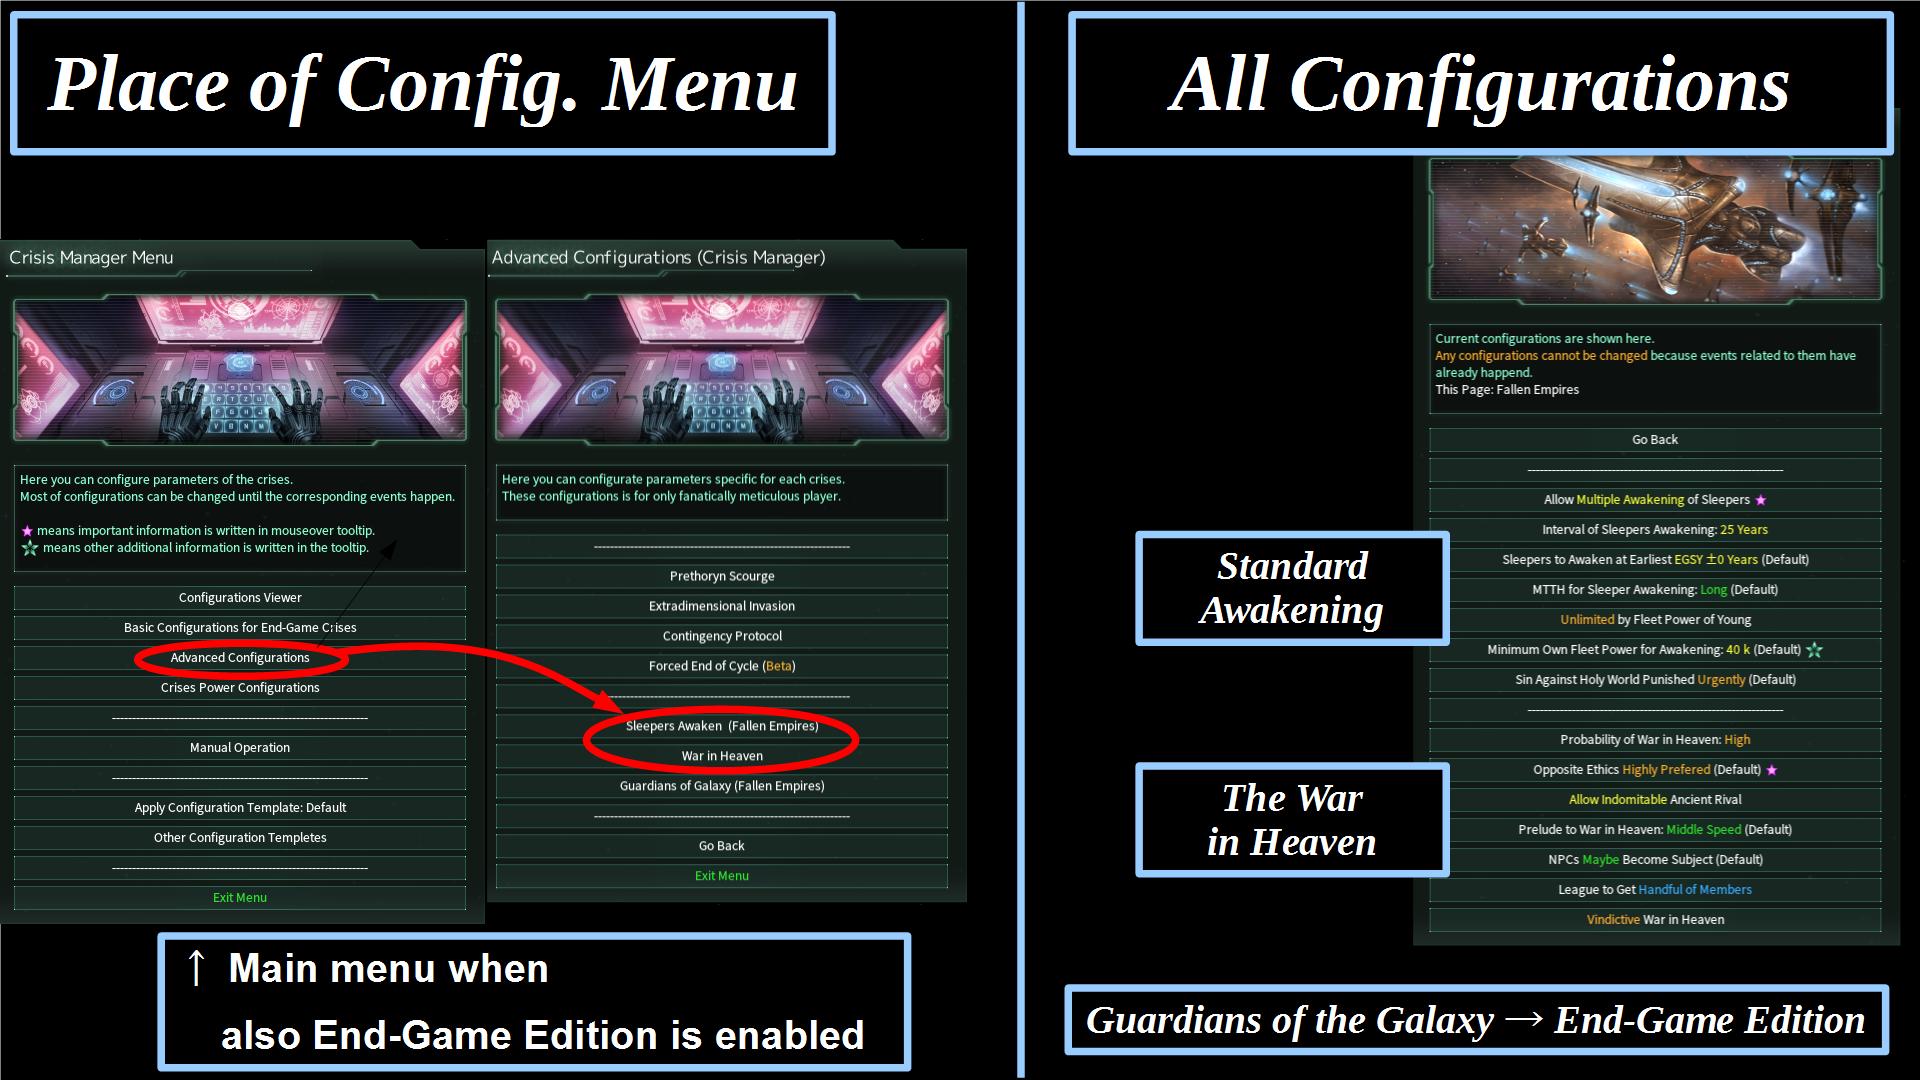 Place of Config. Menu
Crisis Manager Menu
Here you can configure parameters of the crises.
Most of configurations can be changed until the corresponding events happen.
★ means important information is written in mouseover tooltip.
☆ means other additional information is written in the tooltip.
Configurations Viewer
Basic Configurations for End-Game Crises
Advanced Configurations
Crises Power Configurations
Manual Operation
Apply Configuration Template: Default
Other Configuration Templetes
Exit Menu
Advanced Configurations (Crisis Manager)
Here you can configurate parameters specific for each crises.
These configurations is for only fanatically meticulous player.
Prethoryn Scourge
Extradimensional Invasion
Contingency Protocol
Forced End of Cycle (Beta)
Sleepers Awaken (Fallen Empires)
War in Heaven
Guardians of Galaxy (Fallen Empires)
Go Back
Exit Menu
↑ Main menu when
also End-Game Edition is enabled
All Configurations
Current configurations are shown here.
Any configurations cannot be changed because events related to them have
already happend.
This Page: Fallen Empires
Go Back
Standard
Awakening
Allow Multiple Awakening of Sleepers ★
Interval of Sleepers Awakening: 25 Years
Sleepers to Awaken at Earliest EGSY ±0 Years (Default)
MTTH for Sleeper Awakening: Long (Default)
Unlimited by Fleet Power of Young
Minimum Own Fleet Power for Awakening: 40 k (Default) ☆
Sin Against Holy World Punished Urgently (Default)
The War
in Heaven
Probability of War in Heaven: High
Opposite Ethics Highly Prefered (Default) ★
Allow Indomitable Ancient Rival
Prelude to War in Heaven: Middle Speed (Default)
NPCs Maybe Become Subject (Default)
League to Get Handful of Members
Vindictive War in Heaven
Guardians of the Galaxy → End-Game Edition